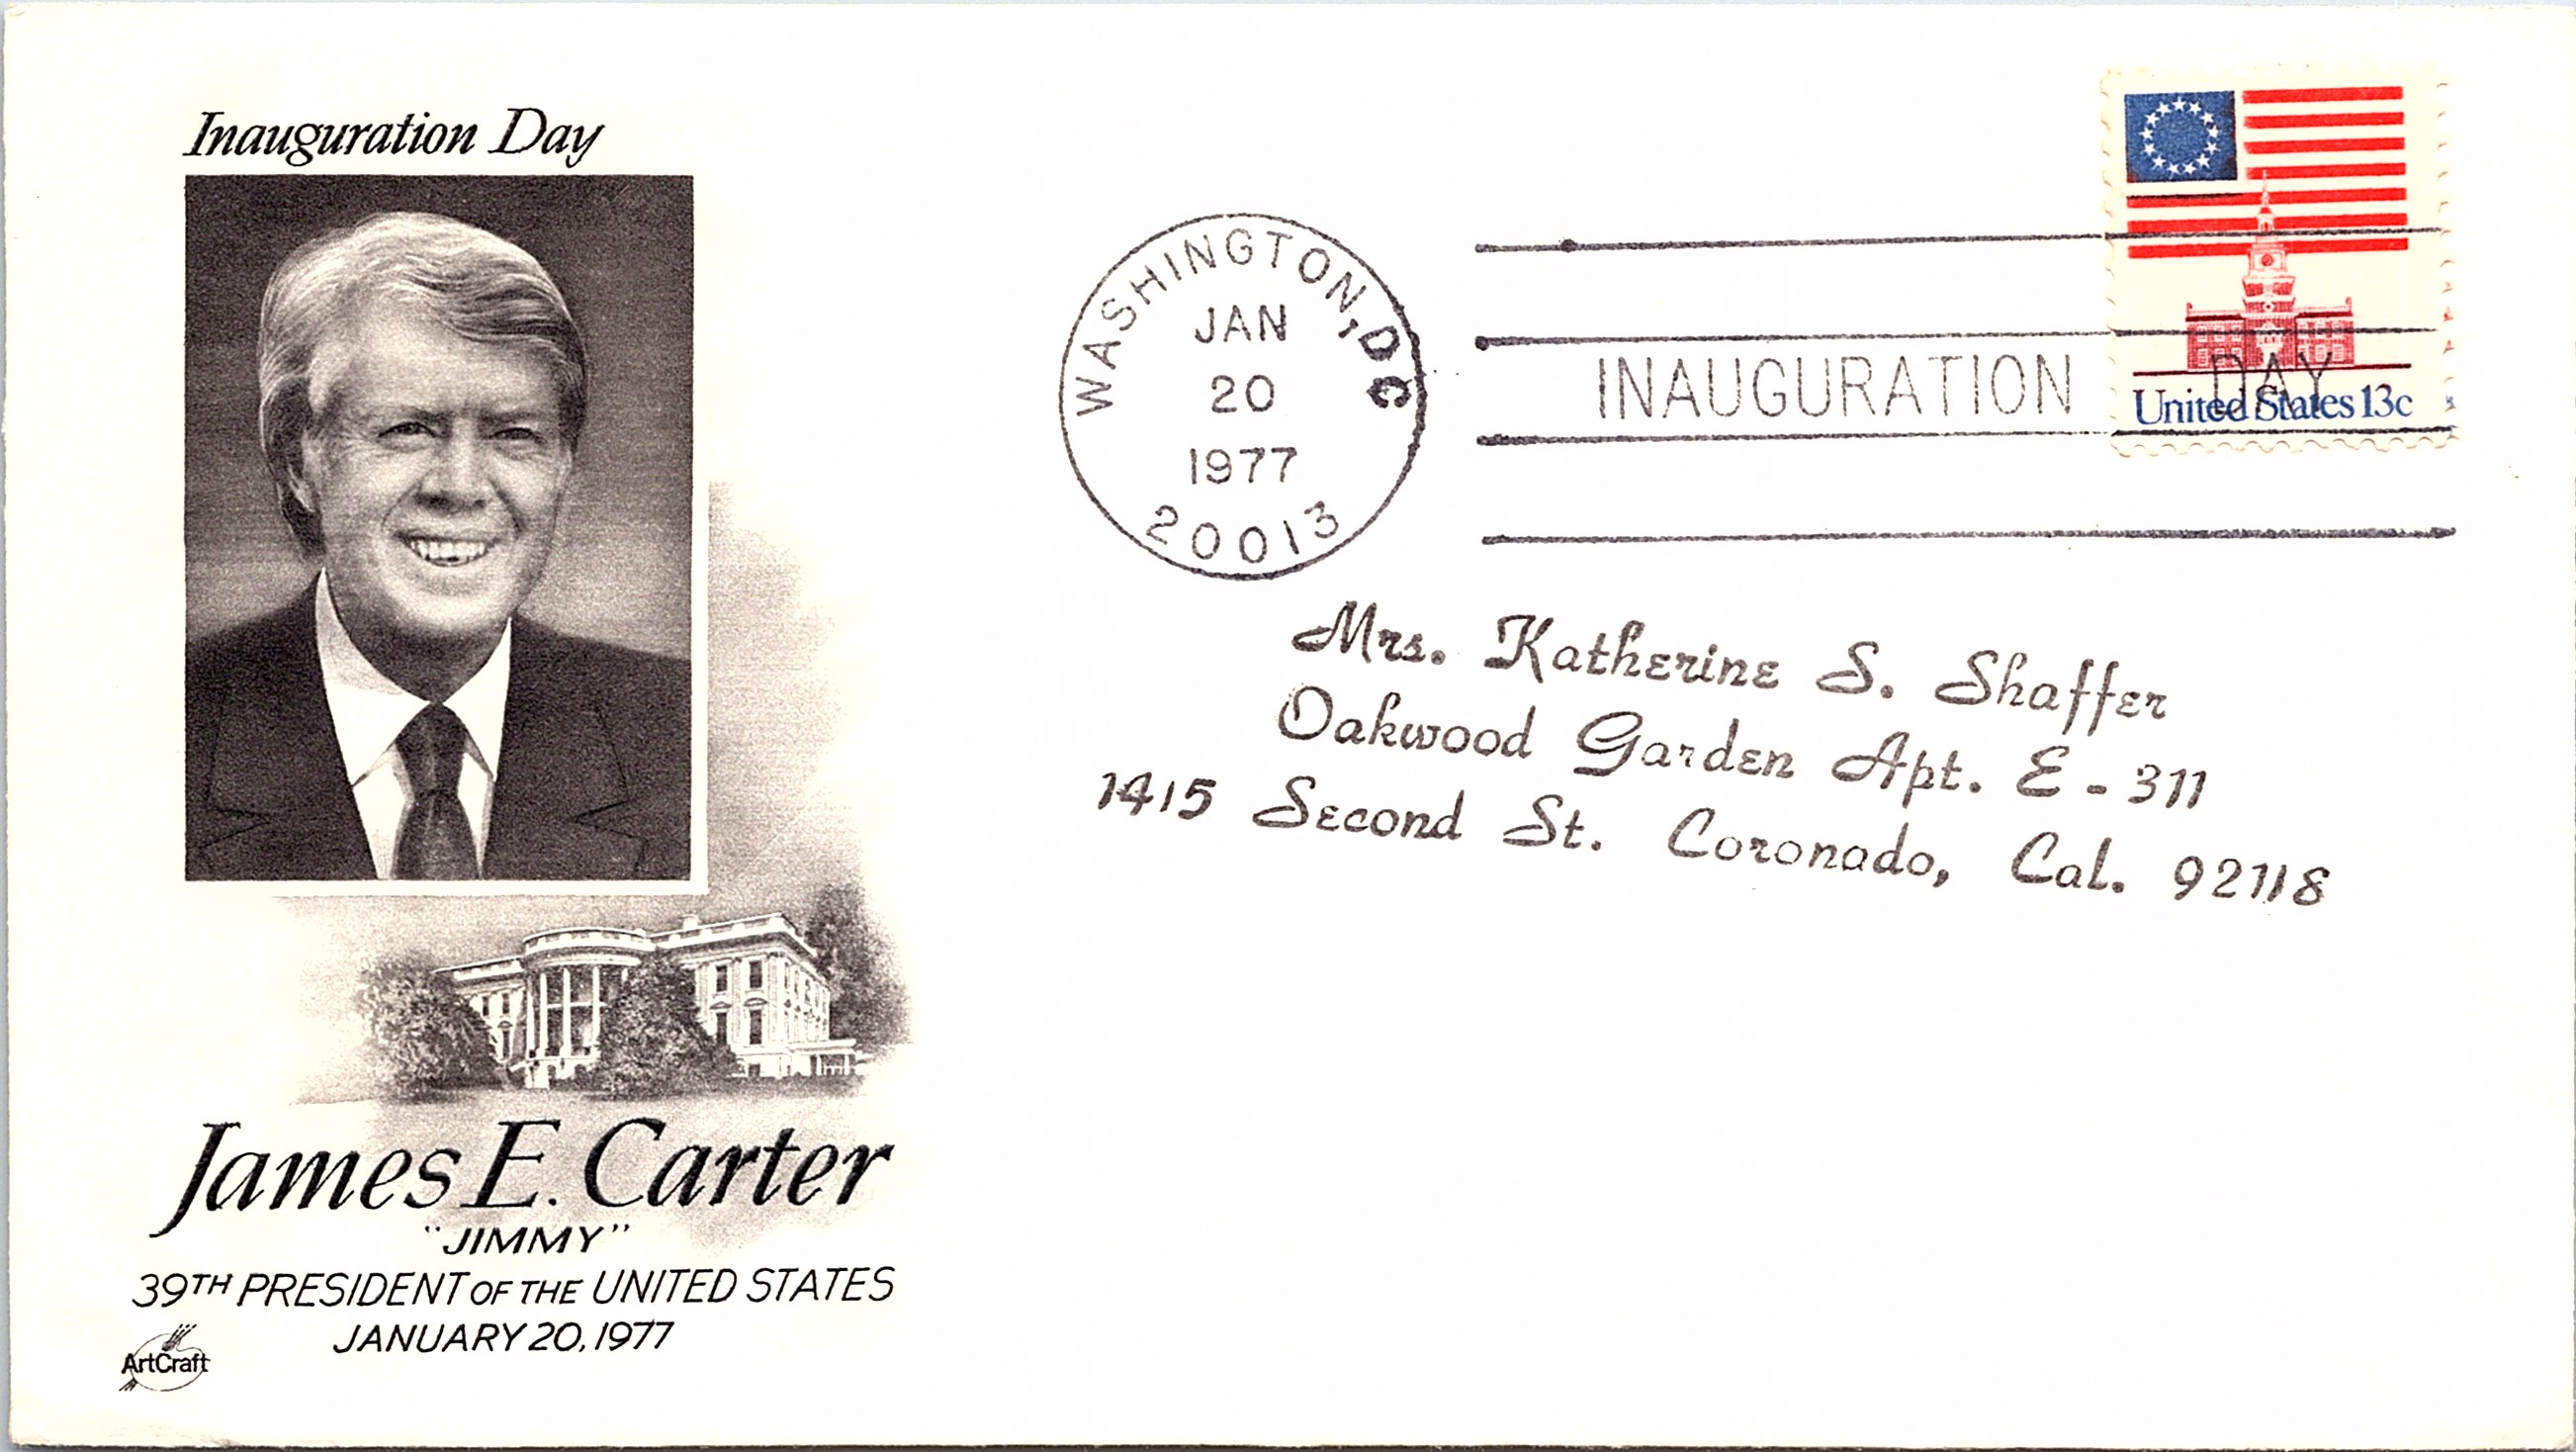 Inauguration Day
WASHINGTON, DC
JAN
20
1977
20013
INAUGURATION DAY
United States 13c
Mrs. Katherine S. Shaffer
Oakwood Garden Apt. E - 311
1415 Second St. Coronado, Cal. 92118
James E. Carter
"JIMMY"
39TH PRESIDENT OF THE UNITED STATES
JANUARY 20, 1977
ArtCraft